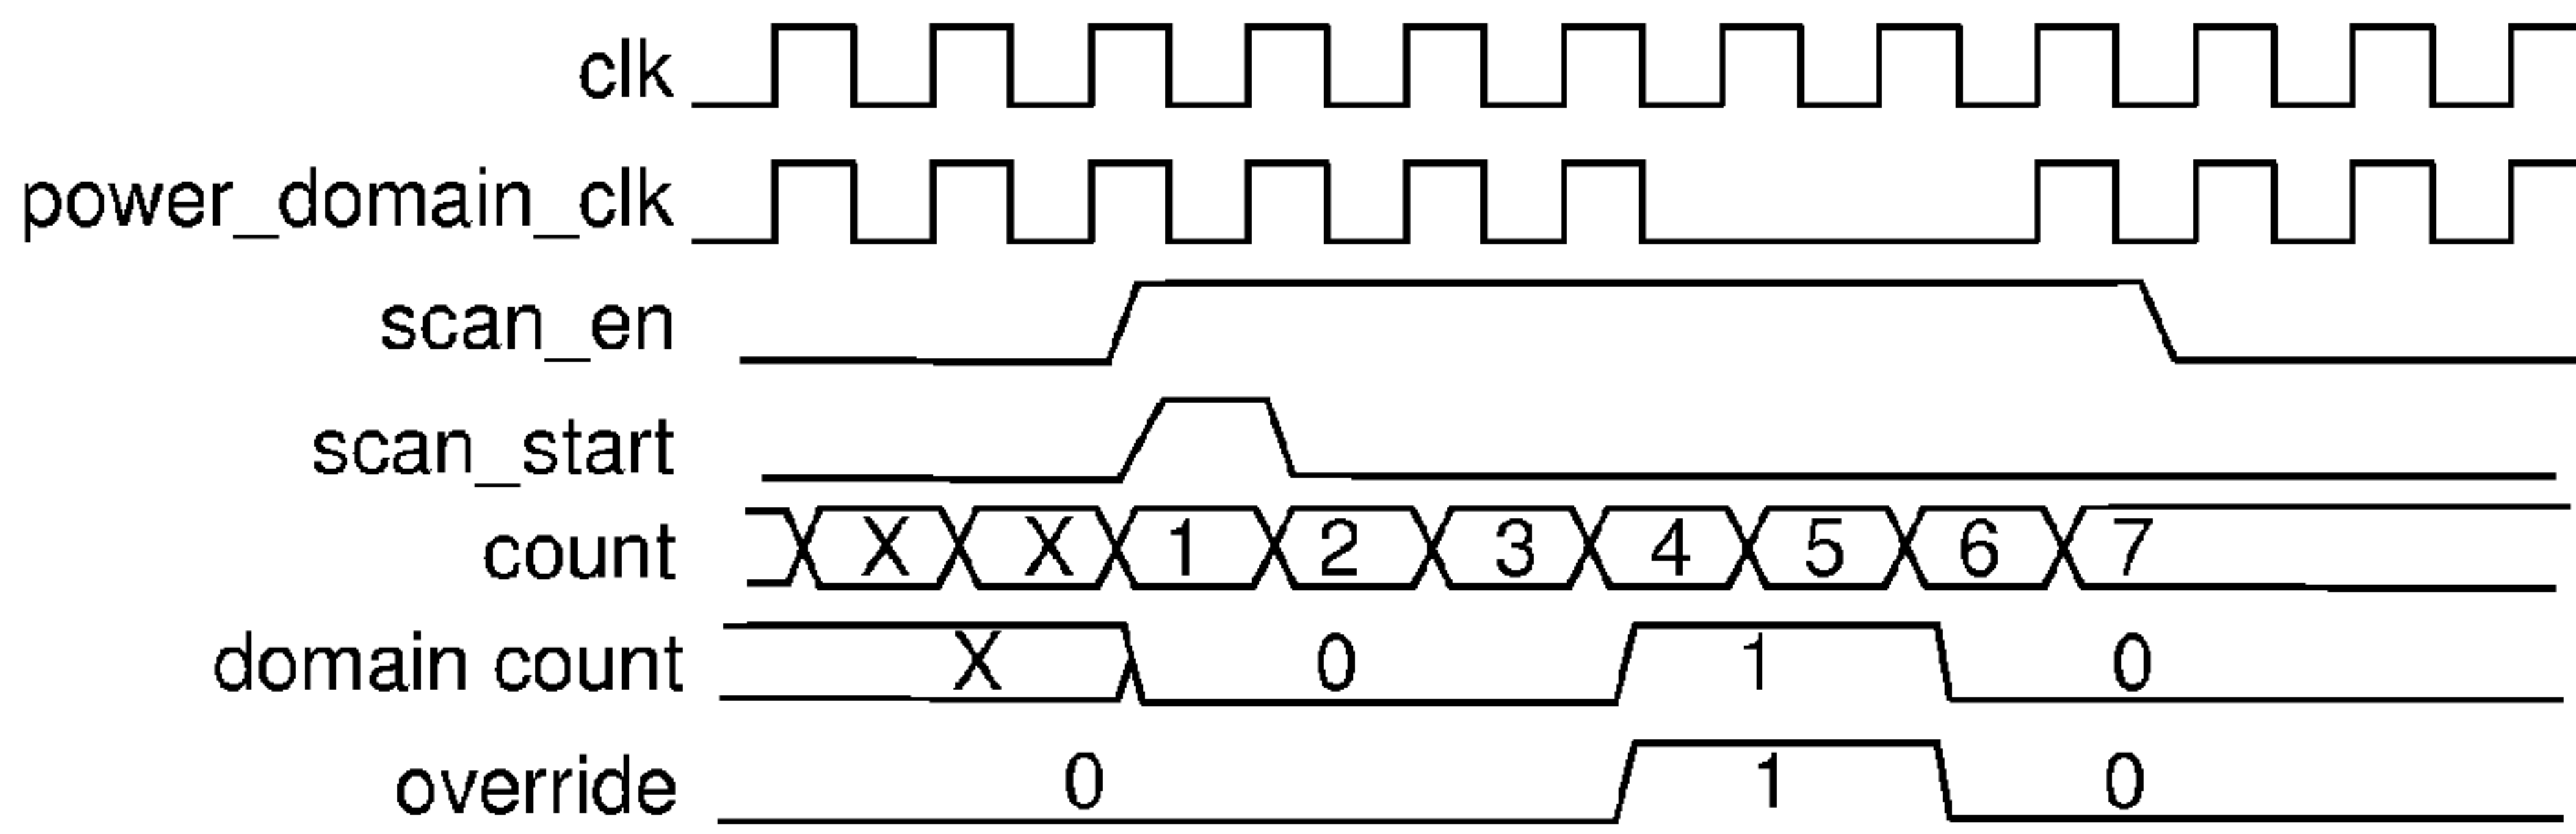 clk
power_domain_clk
scan_en
scan_start
count X X 1 2 3 4 5 6 7
domain count X 0 1 0
override 0 1 0